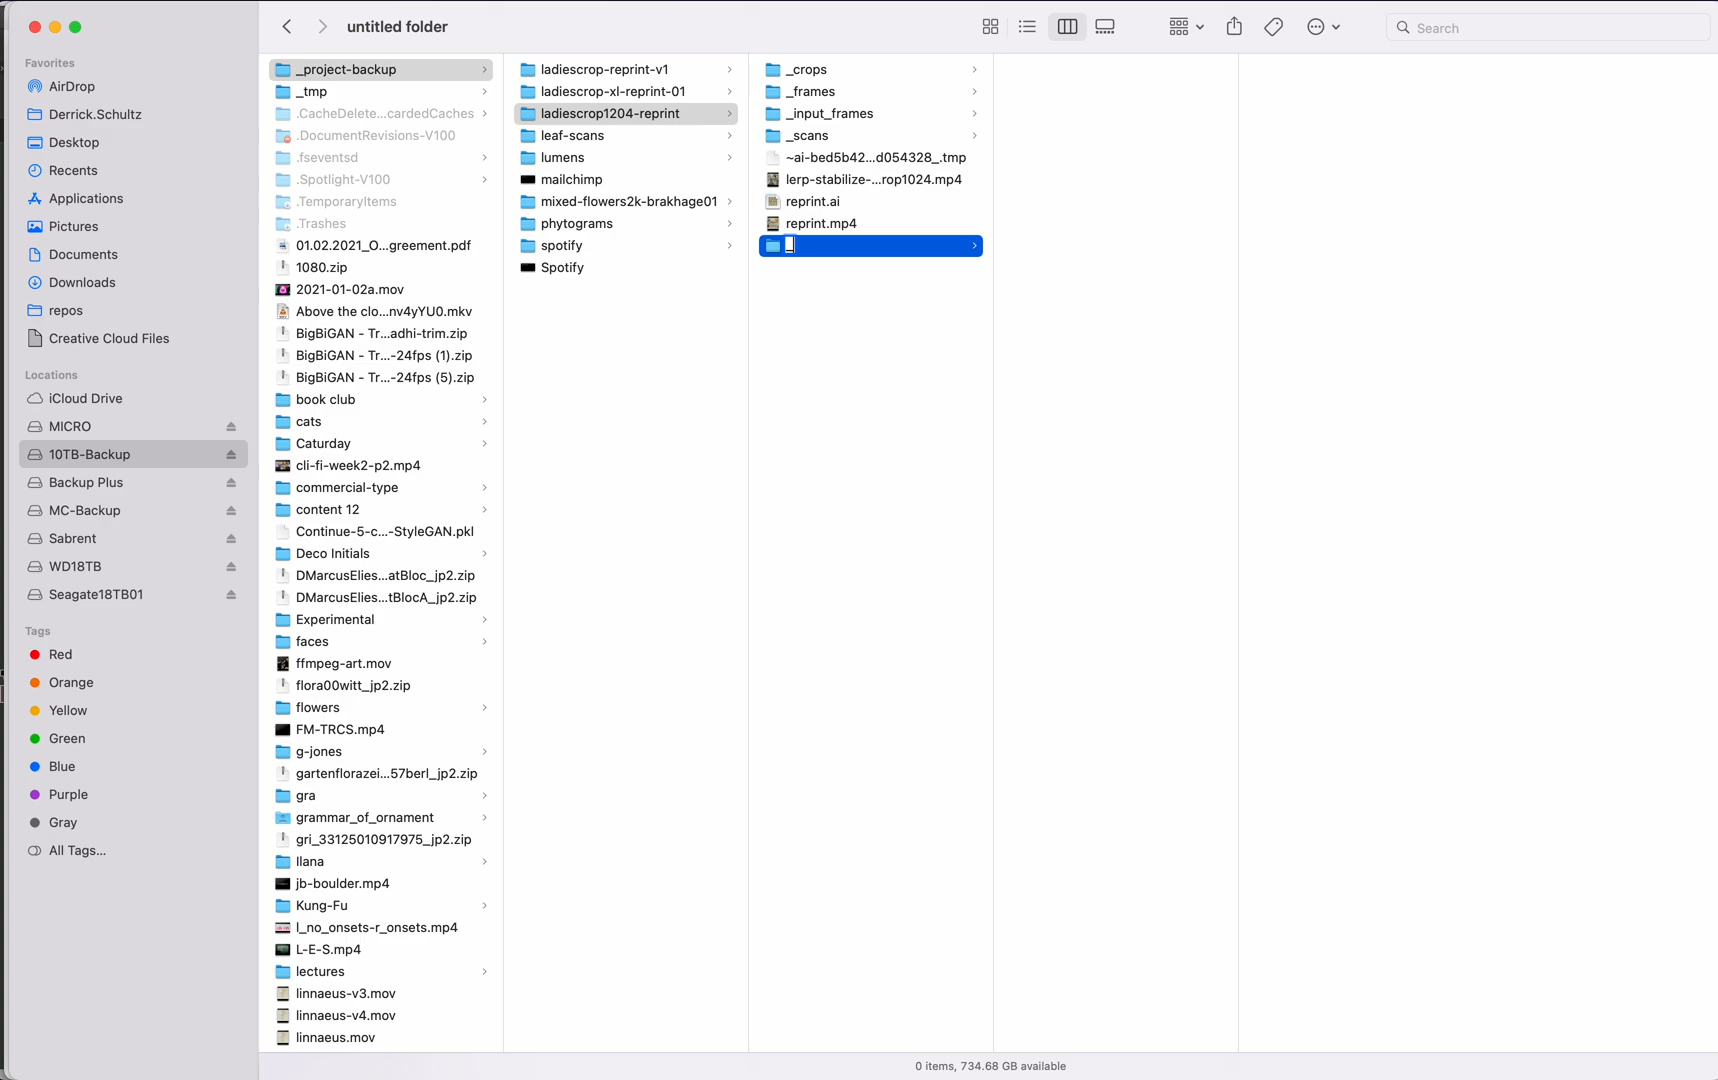 untitled folder
Search
Favorites
AirDrop
Derrick.Schultz
Desktop
Recents
Applications
Pictures
Documents
Downloads
repos
Creative Cloud Files
Locations
iCloud Drive
MICRO
10TB-Backup
Backup Plus
MC-Backup
Sabrent
WD18TB
Seagate18TB01
Tags
Red
Orange
Yellow
Green
Blue
Purple
Gray
All Tags...
_project-backup
_tmp
.CacheDelete...cardedCaches
.DocumentRevisions-V100
.fseventsd
.Spotlight-V100
.TemporaryItems
.Trashes
01.02.2021_O...greement.pdf
1080.zip
2021-01-02a.mov
Above the clo...nv4yYU0.mkv
BigBiGAN - Tr...adhi-trim.zip
BigBiGAN - Tr...-24fps (1).zip
BigBiGAN - Tr...-24fps (5).zip
book club
cats
Caturday
cli-fi-week2-p2.mp4
commercial-type
content 12
Continue-5-c...-StyleGAN.pkl
Deco Initials
DMarcusElies...atBloc_jp2.zip
DMarcusElies...tBlocA_jp2.zip
Experimental
faces
ffmpeg-art.mov
flora00witt_jp2.zip
flowers
FM-TRCS.mp4
g-jones
gartenflorazei...57berl_jp2.zip
gra
grammar_of_ornament
gri_33125010917975_jp2.zip
Ilana
jb-boulder.mp4
Kung-Fu
l_no_onsets-r_onsets.mp4
L-E-S.mp4
lectures
linnaeus-v3.mov
linnaeus-v4.mov
linnaeus.mov
ladiescrop-reprint-v1
ladiescrop-xl-reprint-01
ladiescrop1204-reprint
leaf-scans
lumens
mailchimp
mixed-flowers2k-brakhage01
phytograms
spotify
Spotify
_crops
_frames
_input_frames
_scans
~ai-bed5b42...d054328_.tmp
lerp-stabilize-...rop1024.mp4
reprint.ai
reprint.mp4
_
0 items, 734.68 GB available